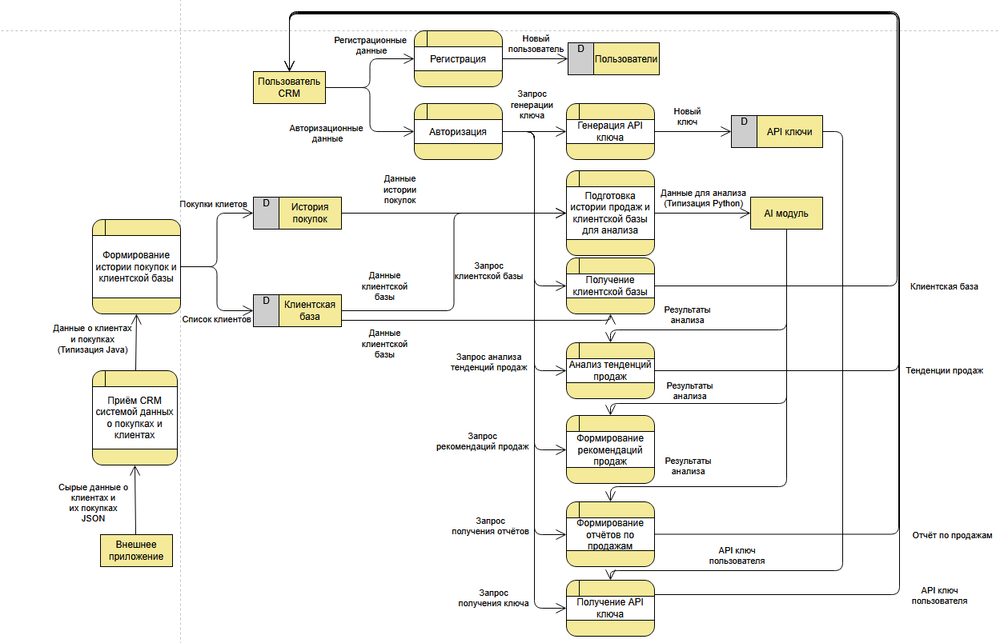 Регистрационные
данные
Регистрация
Новый
пользователь
D
Пользователи
Пользователь
CRM
Авторизационные
данные
Авторизация
Запрос
генерации
ключа
Генерация API
ключа
Новый
ключ
D
API ключи
Данные
истории
покупок
Покупки клиетов
D
История
покупок
Подготовка
истории продаж и
клиентской базы
для анализа
Данные для анализа
(Типизация Python)
AI модуль
Формирование
истории покупок и
клиентской базы
Запрос
клиентской базы
Получение
клиентской базы
Клиентская база
Данные
клиентской
базы
D
Клиентская
база
Список клиентов
Данные
клиентской
базы
Результаты
анализа
Данные о клиентах
и покупках
(Типизация Java)
Запрос анализа
тенденций продаж
Анализ тенденций
продаж
Тенденции продаж
Результаты
анализа
Приём CRM
системой данных
о покупках и
клиентах
Запрос
рекомендаций продаж
Формирование
рекомендаций
продаж
Результаты
анализа
Сырые данные о
клиентах и
их покупках
JSON
Внешнее
приложение
Запрос
получения отчётов
Формирование
отчётов по
продажам
Отчёт по продажам
API ключ
пользователя
Запрос
получения ключа
Получение API
ключа
API ключ
пользователя